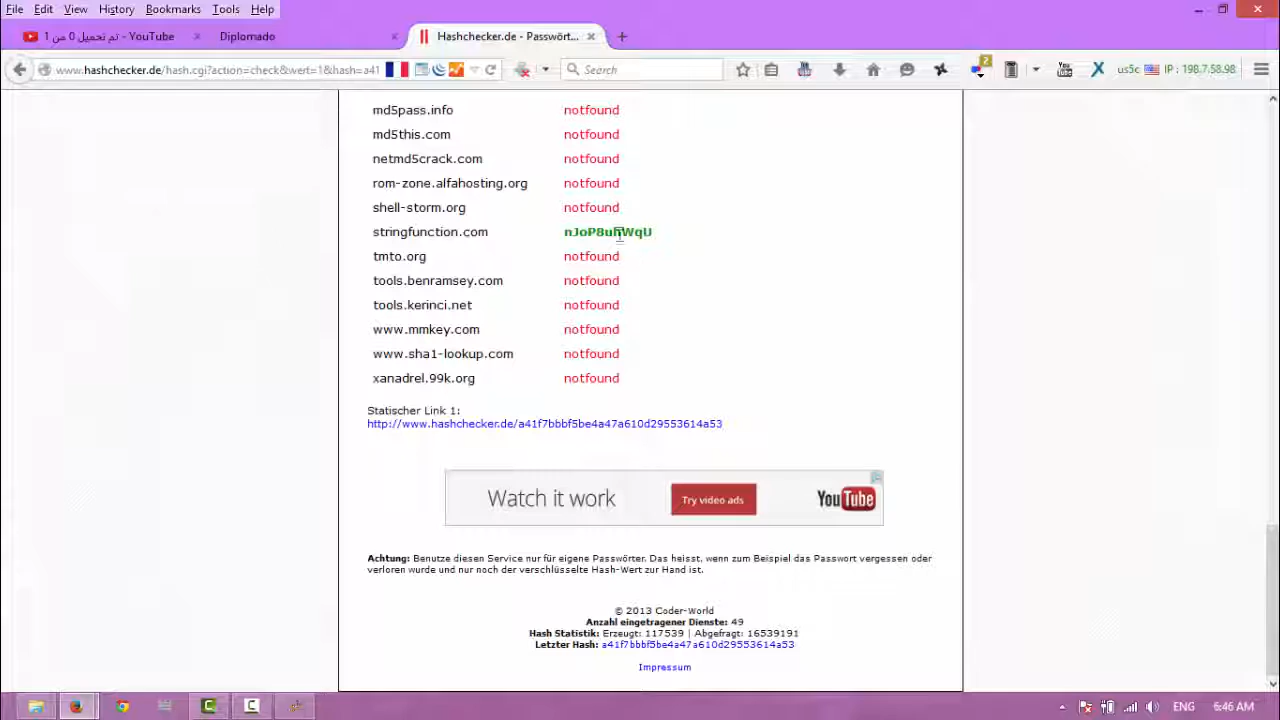 File Edit View History Bookmarks Tools Help
تم تحميل 0 من 1 - YouTube
Diplomado
Hashchecker.de - Passwört...
www.hashchecker.de/hash.cgi?action=check&wert=1&hash=a41
Search
2
us5c IP : 198.7.58.98
md5pass.info notfound
md5this.com notfound
netmd5crack.com notfound
rom-zone.alfahosting.org notfound
shell-storm.org notfound
stringfunction.com nJoP8uhWqU
tmto.org notfound
tools.benramsey.com notfound
tools.kerinci.net notfound
www.mmkey.com notfound
www.sha1-lookup.com notfound
xanadrel.99k.org notfound
Statischer Link 1:
http://www.hashchecker.de/a41f7bbbf5be4a47a610d29553614a53
Watch it work Try video ads YouTube
Achtung: Benutze diesen Service nur für eigene Passwörter. Das heisst, wenn zum Beispiel das Passwort vergessen oder
verloren wurde und nur noch der verschlüsselte Hash-Wert zur Hand ist.
© 2013 Coder-World
Anzahl eingetragener Dienste: 49
Hash Statistik: Erzeugt: 117539 | Abgefragt: 16539191
Letzter Hash: a41f7bbbf5be4a47a610d29553614a53
Impressum
ENG 6:46 AM